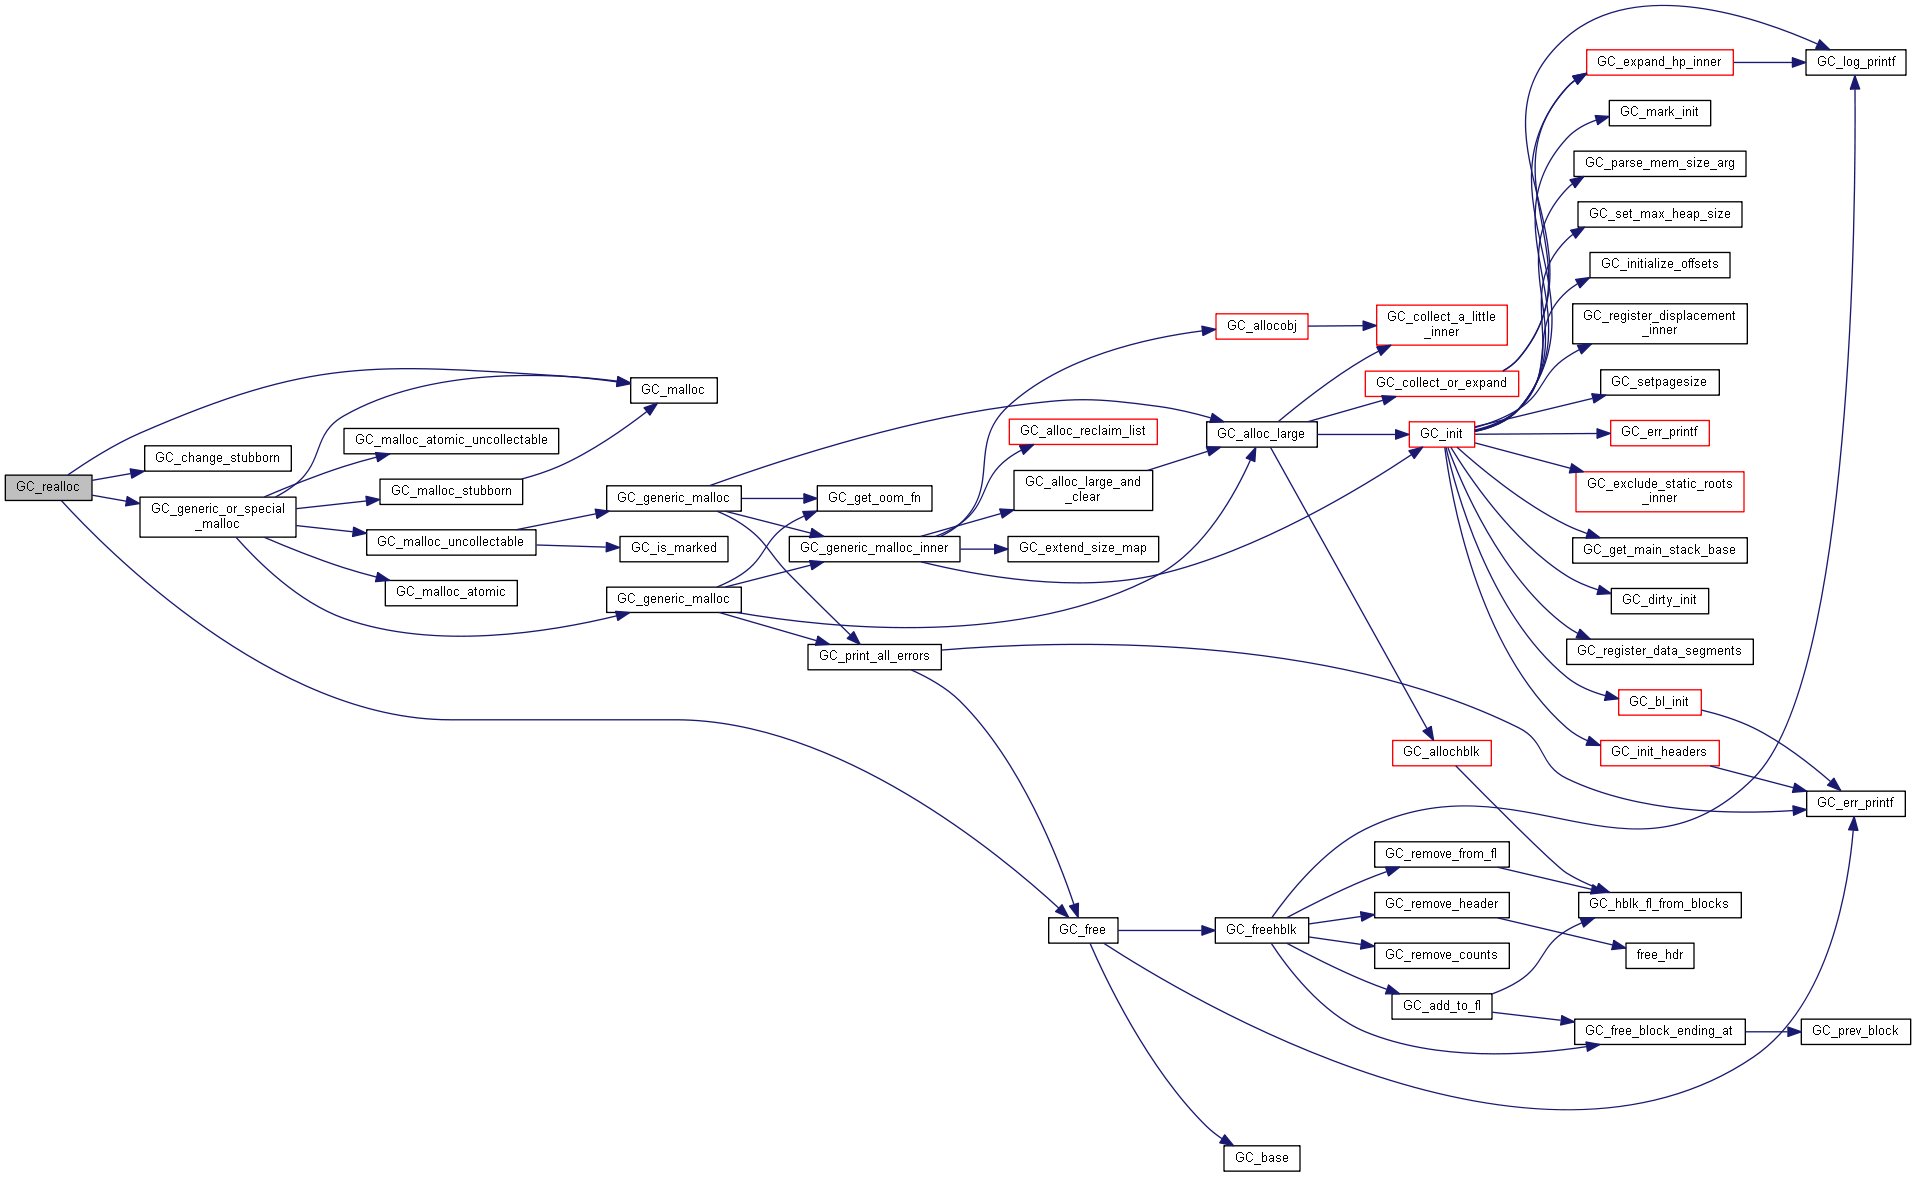 GC_realloc
GC_change_stubborn
GC_generic_or_special
_malloc
GC_malloc_atomic_uncollectable
GC_malloc_stubborn
GC_malloc_uncollectable
GC_malloc_atomic
GC_malloc
GC_generic_malloc
GC_is_marked
GC_generic_malloc
GC_get_oom_fn
GC_generic_malloc_inner
GC_print_all_errors
GC_alloc_reclaim_list
GC_alloc_large_and
_clear
GC_extend_size_map
GC_free
GC_allocobj
GC_alloc_large
GC_freehblk
GC_base
GC_collect_a_little
_inner
GC_collect_or_expand
GC_init
GC_allochblk
GC_remove_from_fl
GC_remove_header
GC_remove_counts
GC_add_to_fl
GC_expand_hp_inner
GC_mark_init
GC_parse_mem_size_arg
GC_set_max_heap_size
GC_initialize_offsets
GC_register_displacement
_inner
GC_setpagesize
GC_err_printf
GC_exclude_static_roots
_inner
GC_get_main_stack_base
GC_dirty_init
GC_register_data_segments
GC_bl_init
GC_init_headers
GC_hblk_fl_from_blocks
free_hdr
GC_free_block_ending_at
GC_log_printf
GC_err_printf
GC_prev_block